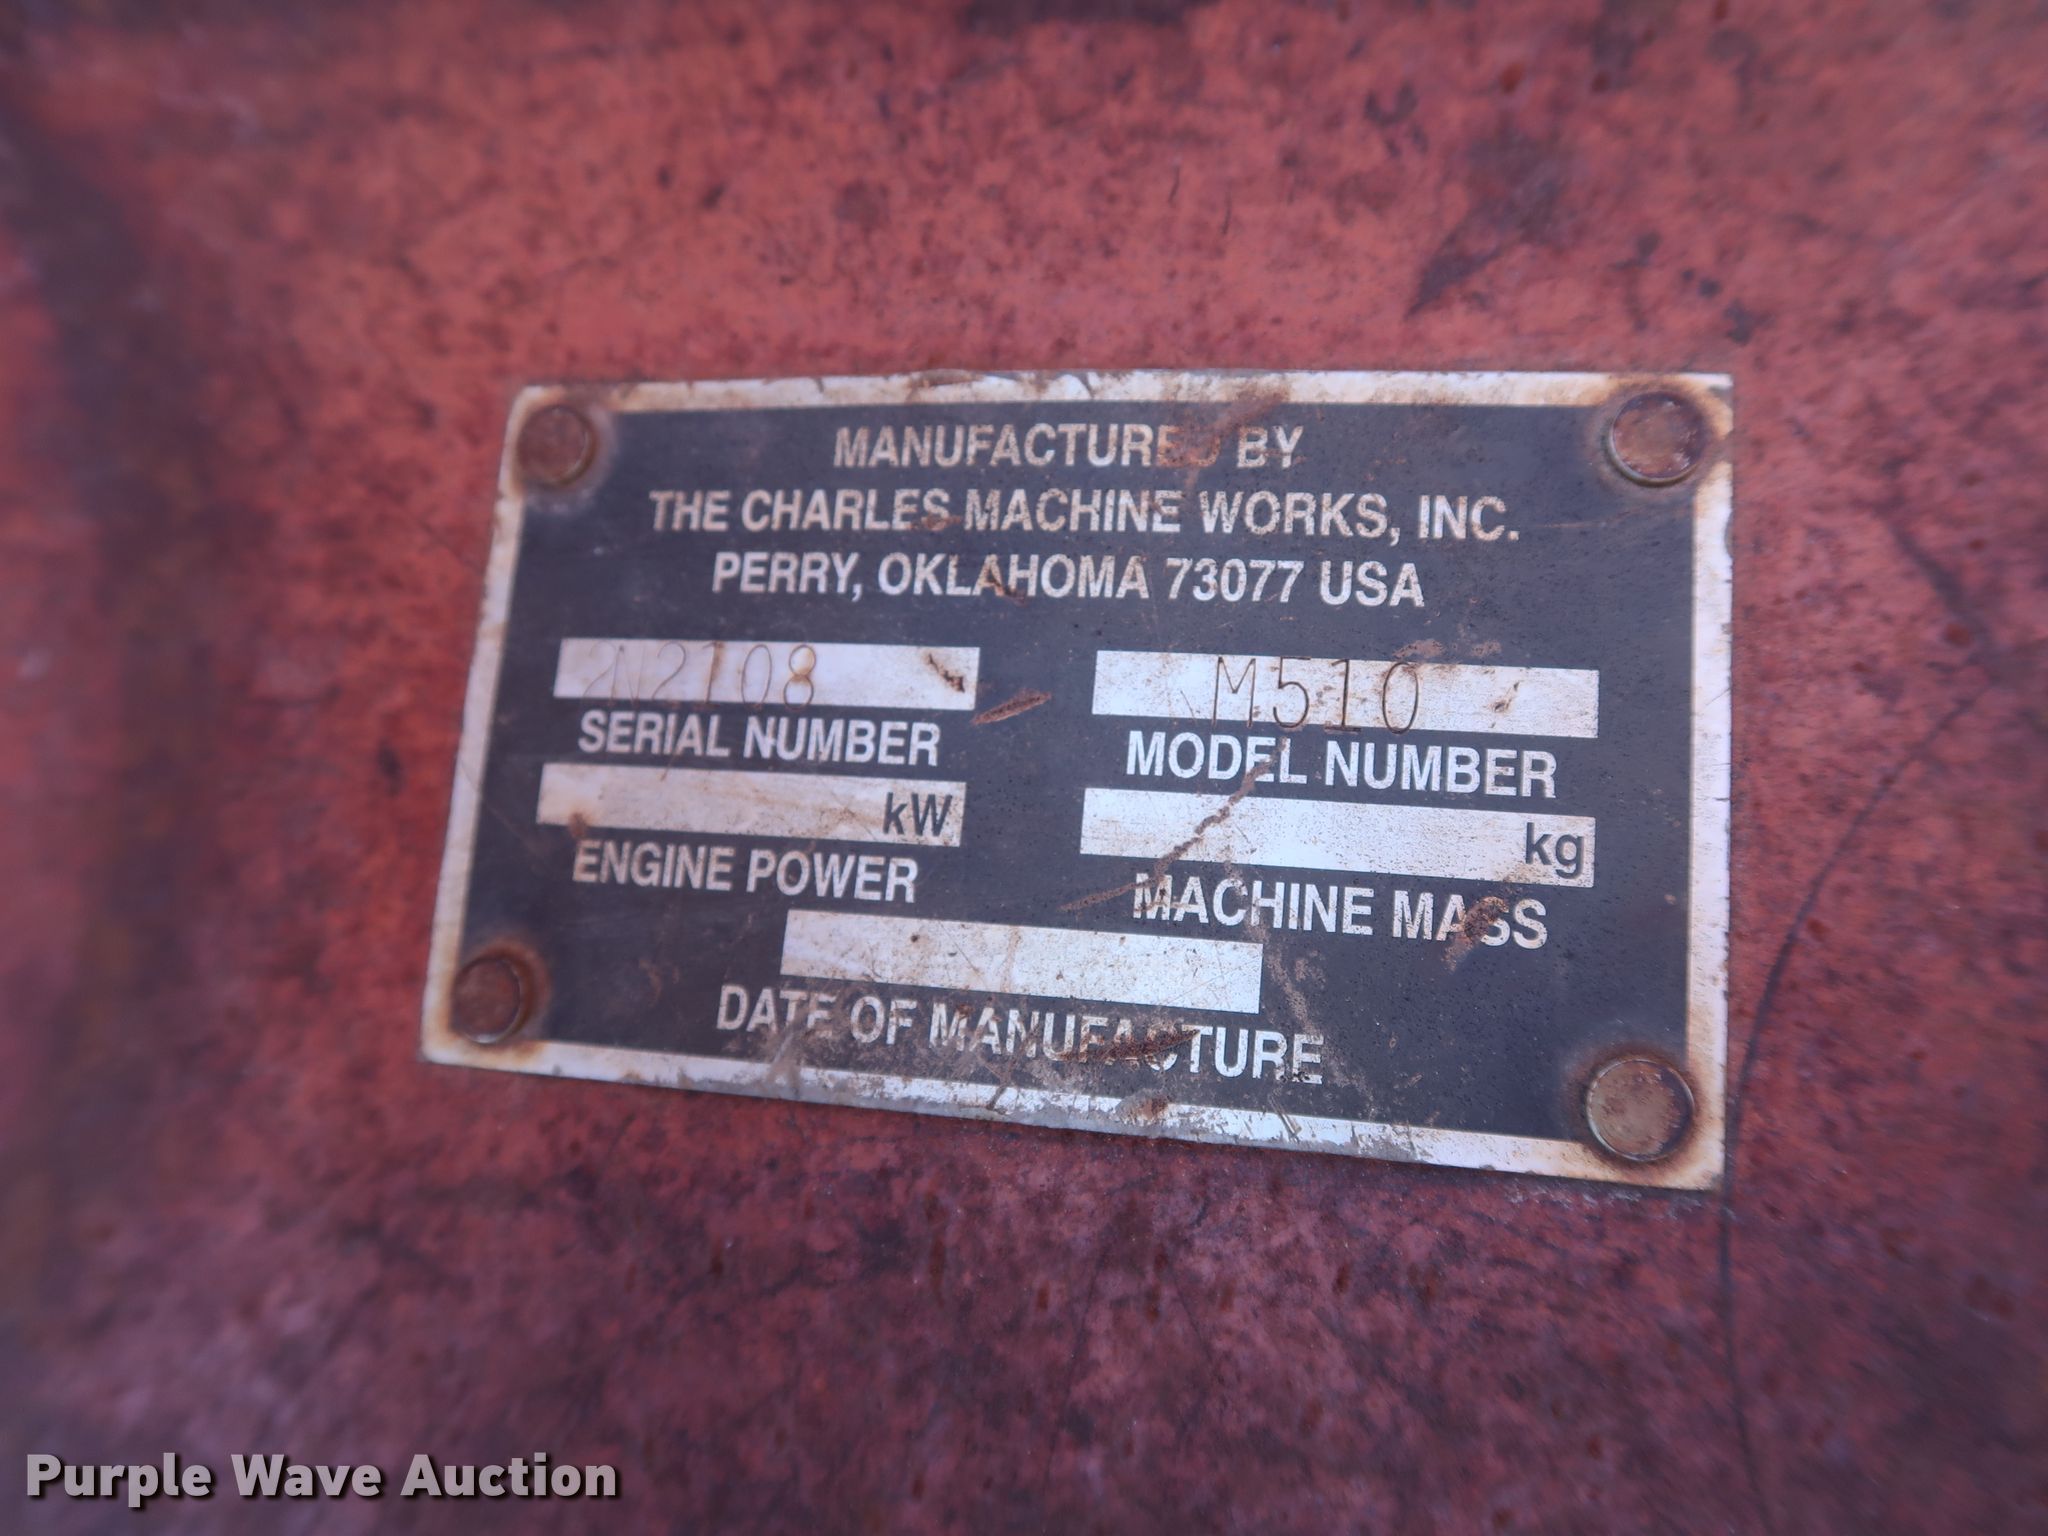 MANUFACTURED BY
THE CHARLES MACHINE WORKS, INC.
PERRY, OKLAHOMA 73077 USA
2N2108 M510
SERIAL NUMBER MODEL NUMBER
kW kg
ENGINE POWER MACHINE MASS
DATE OF MANUFACTURE
Purple Wave Auction